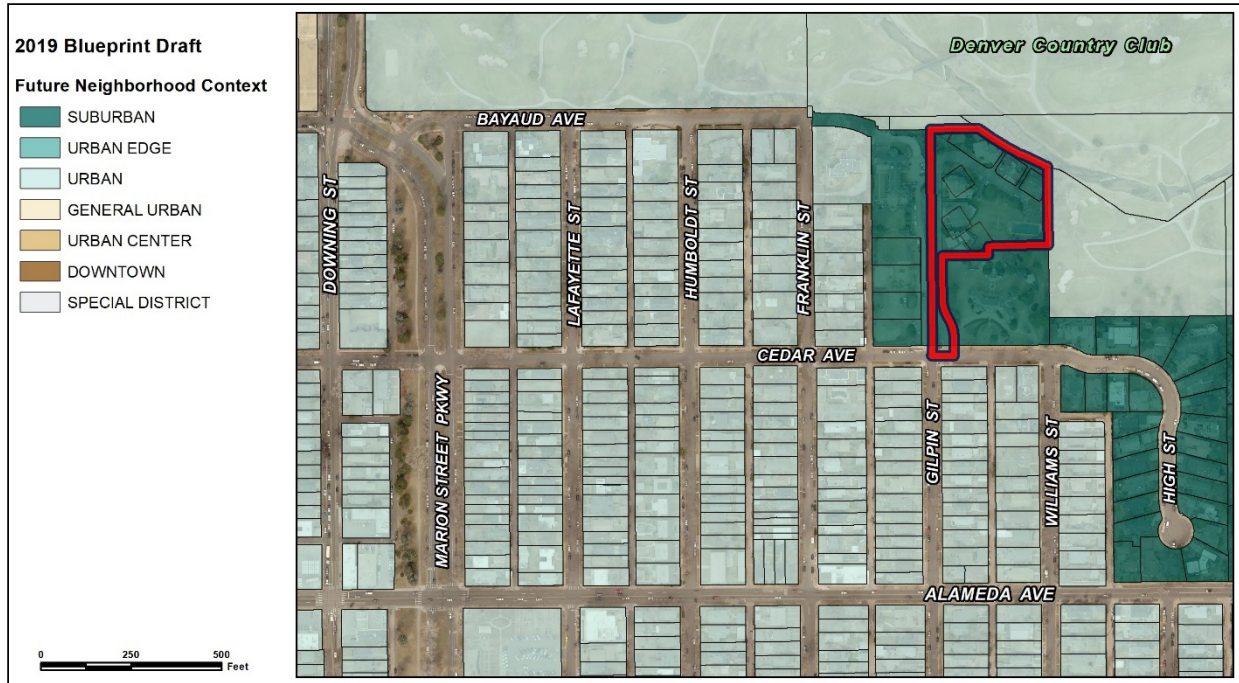 2019 Blueprint Draft
Future Neighborhood Context
SUBURBAN
URBAN EDGE
URBAN
GENERAL URBAN
URBAN CENTER
DOWNTOWN
SPECIAL DISTRICT
0 250 500
Feet
Denver Country Club
BAYAUD AVE
DOWNING ST
LAFAYETTE ST
HUMBOLDT ST
FRANKLIN ST
CEDAR AVE
MARION STREET PKWY
GILPIN ST
WILLIAMS ST
HIGH ST
ALAMEDA AVE